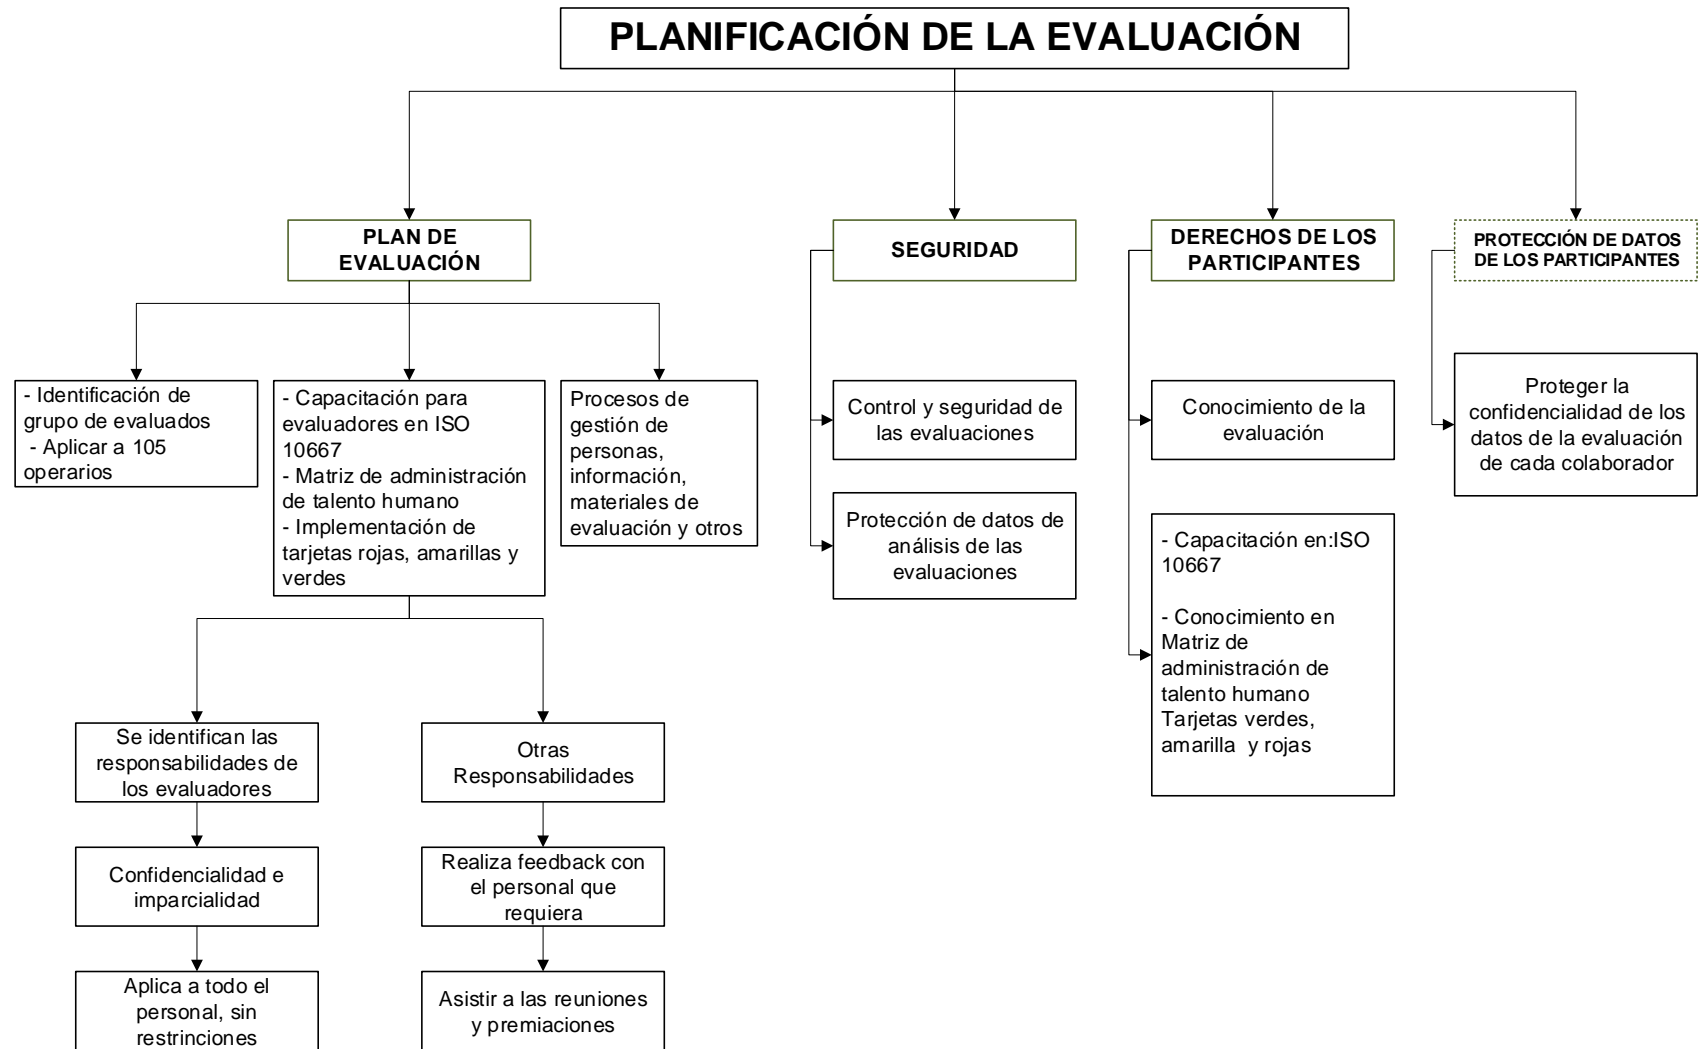 PLANIFICACIÓN DE LA EVALUACIÓN
PLAN DE
EVALUACIÓN
SEGURIDAD
DERECHOS DE LOS
PARTICIPANTES
PROTECCIÓN DE DATOS
DE LOS PARTICIPANTES
- Identificación de
grupo de evaluados
- Aplicar a 105
operarios
- Capacitación para
evaluadores en ISO
10667
- Matriz de administración
de talento humano
- Implementación de
tarjetas rojas, amarillas y
verdes
Procesos de
gestión de
personas,
información,
materiales de
evaluación y otros
Control y seguridad de
las evaluaciones
Protección de datos de
análisis de las
evaluaciones
Conocimiento de la
evaluación
- Capacitación en:ISO
10667
- Conocimiento en
Matriz de
administración de
talento humano
Tarjetas verdes,
amarilla y rojas
Proteger la
confidencialidad de los
datos de la evaluación
de cada colaborador
Se identifican las
responsabilidades de
los evaluadores
Otras
Responsabilidades
Confidencialidad e
imparcialidad
Realiza feedback con
el personal que
requiera
Aplica a todo el
personal, sin
restrinciones
Asistir a las reuniones
y premiaciones